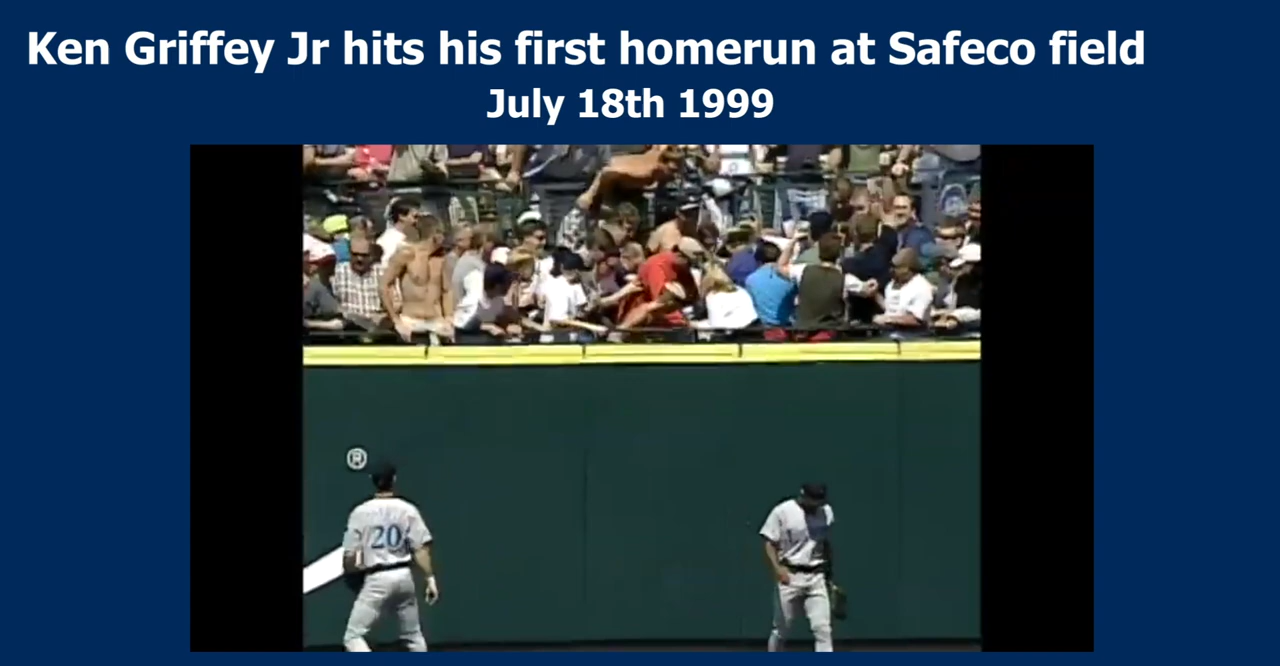 Ken Griffey Jr hits his first homerun at Safeco field
July 18th 1999
®
20